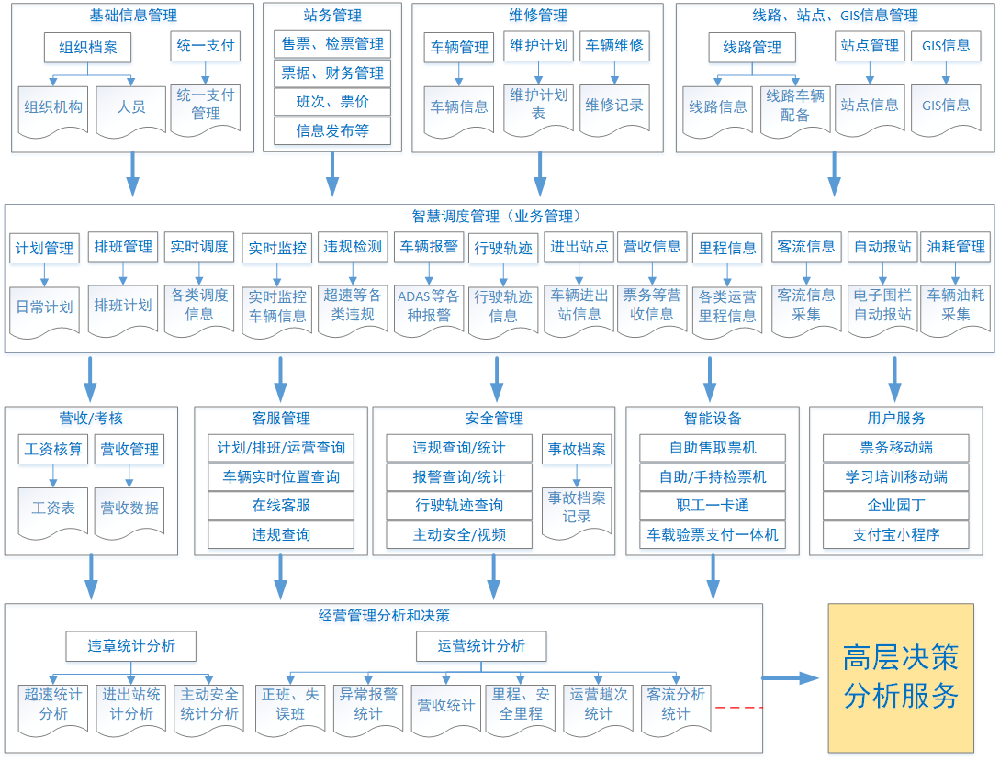 基础信息管理
组织档案
统一支付
组织机构
人员
统一支付
管理
站务管理
售票、检票管理
票据、财务管理
班次、票价
信息发布等
维修管理
车辆管理
维护计划
车辆维修
车辆信息
维护计划
表
维修记录
线路、站点、GIS信息管理
线路管理
站点管理
GIS信息
线路信息
线路车辆
配备
站点信息
GIS信息
智慧调度管理（业务管理）
计划管理
排班管理
实时调度
实时监控
违规检测
车辆报警
行驶轨迹
进出站点
营收信息
里程信息
客流信息
自动报站
油耗管理
日常计划
排班计划
各类调度
信息
实时监控
车辆信息
超速等各
类违规
ADAS等各
种报警
行驶轨迹
信息
车辆进出
站信息
票务等营
收信息
各类运营
里程信息
客流信息
采集
电子围栏
自动报站
车辆油耗
采集
营收/考核
工资核算
营收管理
工资表
营收数据
客服管理
计划/排班/运营查询
车辆实时位置查询
在线客服
违规查询
安全管理
违规查询/统计
报警查询/统计
行驶轨迹查询
主动安全/视频
事故档案
事故档案
记录
智能设备
自助售取票机
自助/手持检票机
职工一卡通
车载验票支付一体机
用户服务
票务移动端
学习培训移动端
企业园丁
支付宝小程序
经营管理分析和决策
违章统计分析
运营统计分析
超速统计
分析
进出站统
计分析
主动安全
统计分析
正班、失
误班
异常报警
统计
营收统计
里程、安
全里程
运营趟次
统计
客流分析
统计
高层决策
分析服务